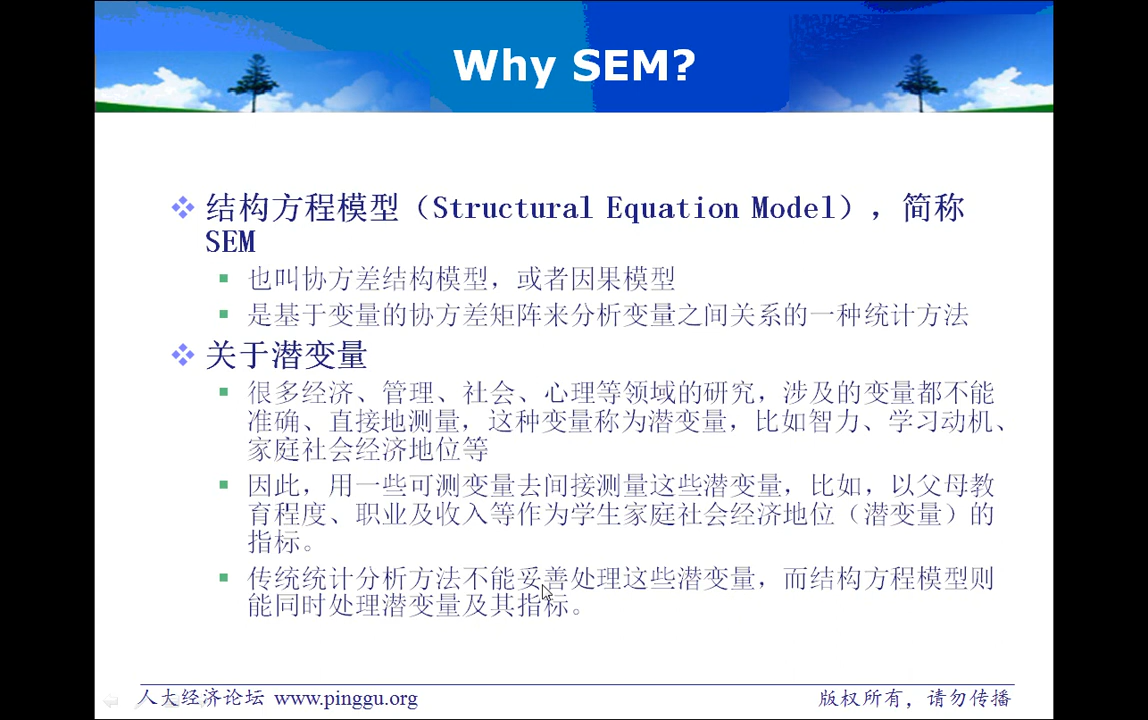 Why SEM?
结构方程模型（Structural Equation Model），简称
SEM
也叫协方差结构模型，或者因果模型
是基于变量的协方差矩阵来分析变量之间关系的一种统计方法
关于潜变量
很多经济、管理、社会、心理等领域的研究，涉及的变量都不能
准确、直接地测量，这种变量称为潜变量，比如智力、学习动机、
家庭社会经济地位等
因此，用一些可测变量去间接测量这些潜变量，比如，以父母教
育程度、职业及收入等作为学生家庭社会经济地位（潜变量）的
指标。
传统统计分析方法不能妥善处理这些潜变量，而结构方程模型则
能同时处理潜变量及其指标。
人大经济论坛 www.pinggu.org
版权所有，请勿传播